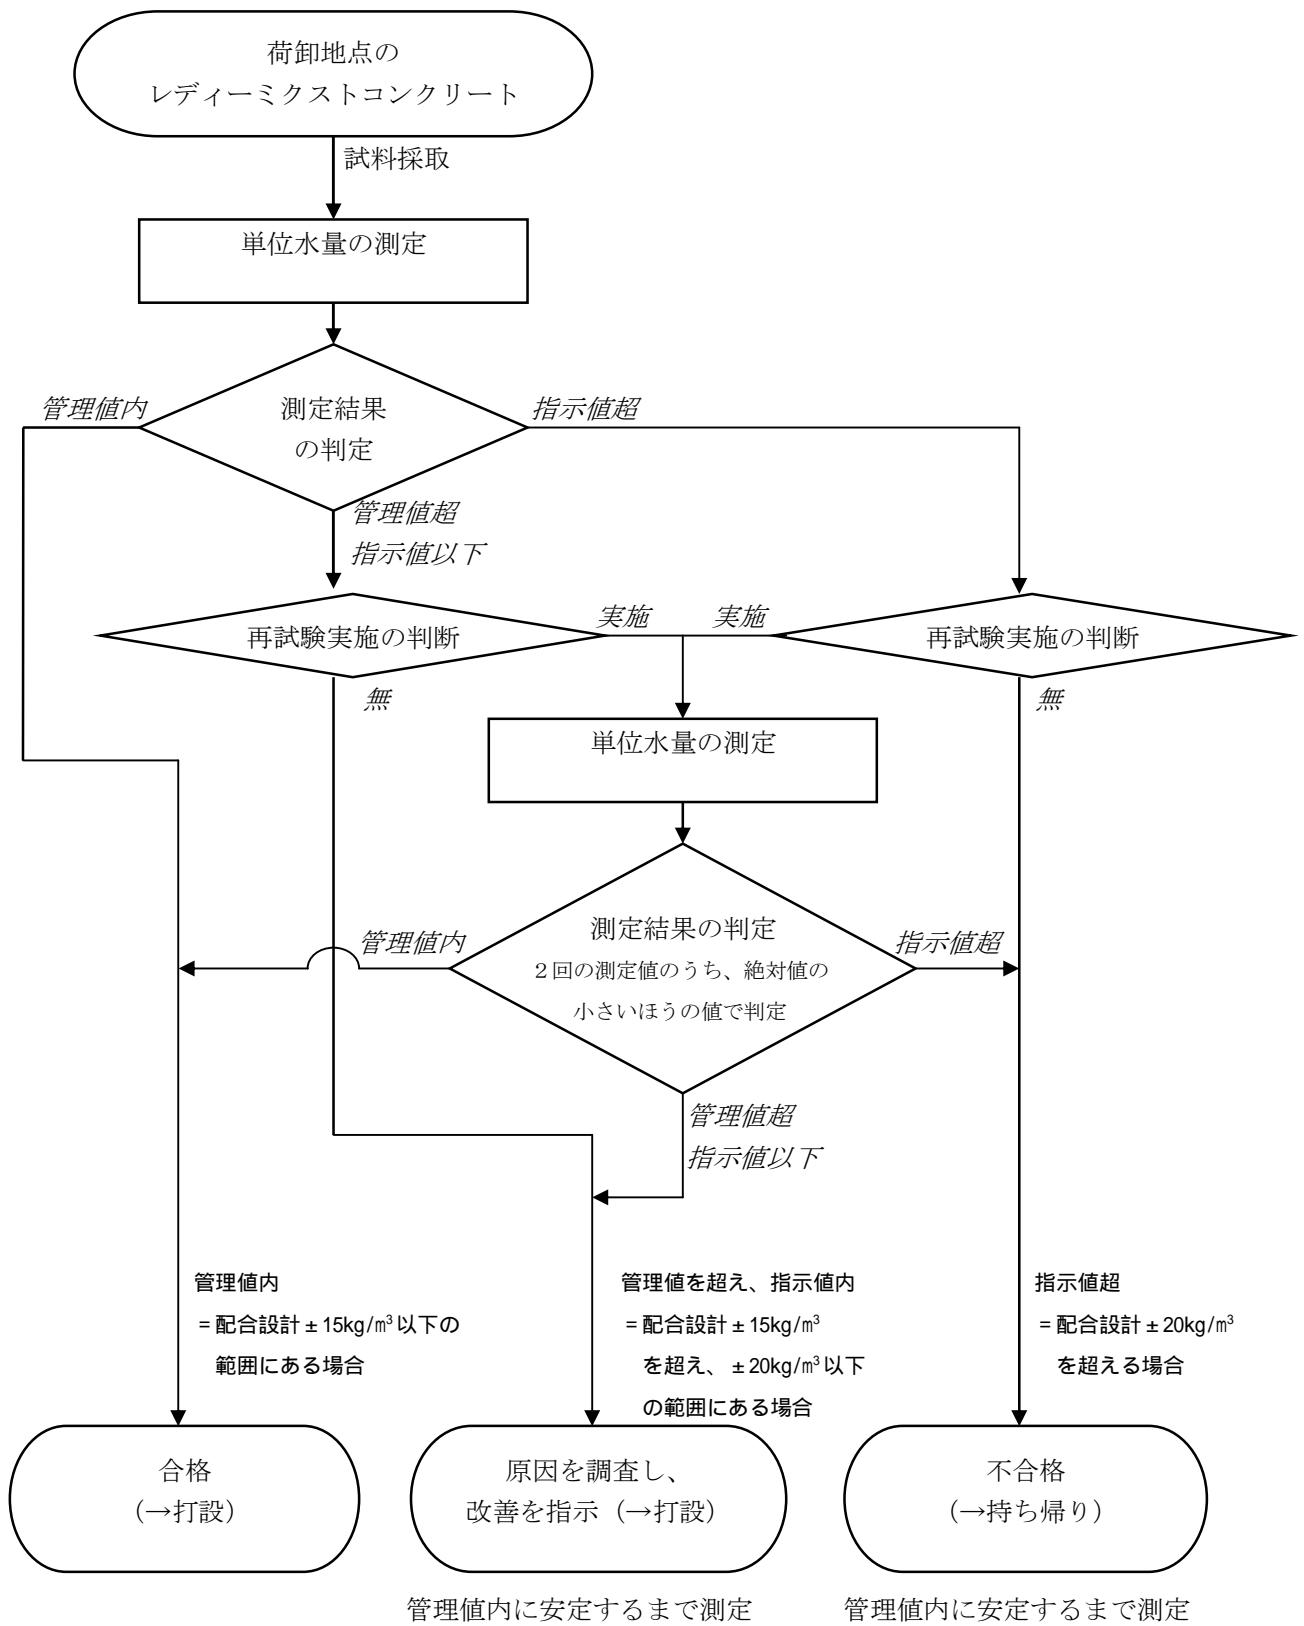 荷卸地点の
レディーミクストコンクリート
試料採取
単位水量の測定
管理値内
測定結果
の判定
指示値超
管理値超
指示値以下
再試験実施の判断
実施
実施
再試験実施の判断
無
無
単位水量の測定
管理値内
測定結果の判定
２回の測定値のうち、絶対値の
小さいほうの値で判定
指示値超
管理値超
指示値以下
管理値内
=配合設計±15kg/㎥以下の
範囲にある場合
管理値を超え、指示値内
=配合設計±15kg/㎥
を超え、±20kg/㎥以下
の範囲にある場合
指示値超
=配合設計±20kg/㎥
を超える場合
合格
（→打設）
原因を調査し、
改善を指示（→打設）
不合格
（→持ち帰り）
管理値内に安定するまで測定
管理値内に安定するまで測定